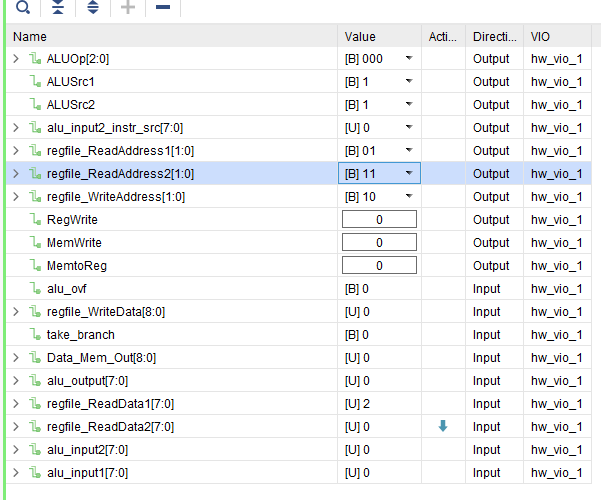 Name Value Acti... Directi... VIO
ALUOp[2:0] [B] 000 Output hw_vio_1
ALUSrc1 [B] 1 Output hw_vio_1
ALUSrc2 [B] 1 Output hw_vio_1
alu_input2_instr_src[7:0] [U] 0 Output hw_vio_1
regfile_ReadAddress1[1:0] [B] 01 Output hw_vio_1
regfile_ReadAddress2[1:0] [B] 11 Output hw_vio_1
regfile_WriteAddress[1:0] [B] 10 Output hw_vio_1
RegWrite 0 Output hw_vio_1
MemWrite 0 Output hw_vio_1
MemtoReg 0 Output hw_vio_1
alu_ovf [B] 0 Input hw_vio_1
regfile_WriteData[8:0] [U] 0 Input hw_vio_1
take_branch [B] 0 Input hw_vio_1
Data_Mem_Out[8:0] [U] 0 Input hw_vio_1
alu_output[7:0] [U] 0 Input hw_vio_1
regfile_ReadData1[7:0] [U] 2 Input hw_vio_1
regfile_ReadData2[7:0] [U] 0 Input hw_vio_1
alu_input2[7:0] [U] 0 Input hw_vio_1
alu_input1[7:0] [U] 0 Input hw_vio_1